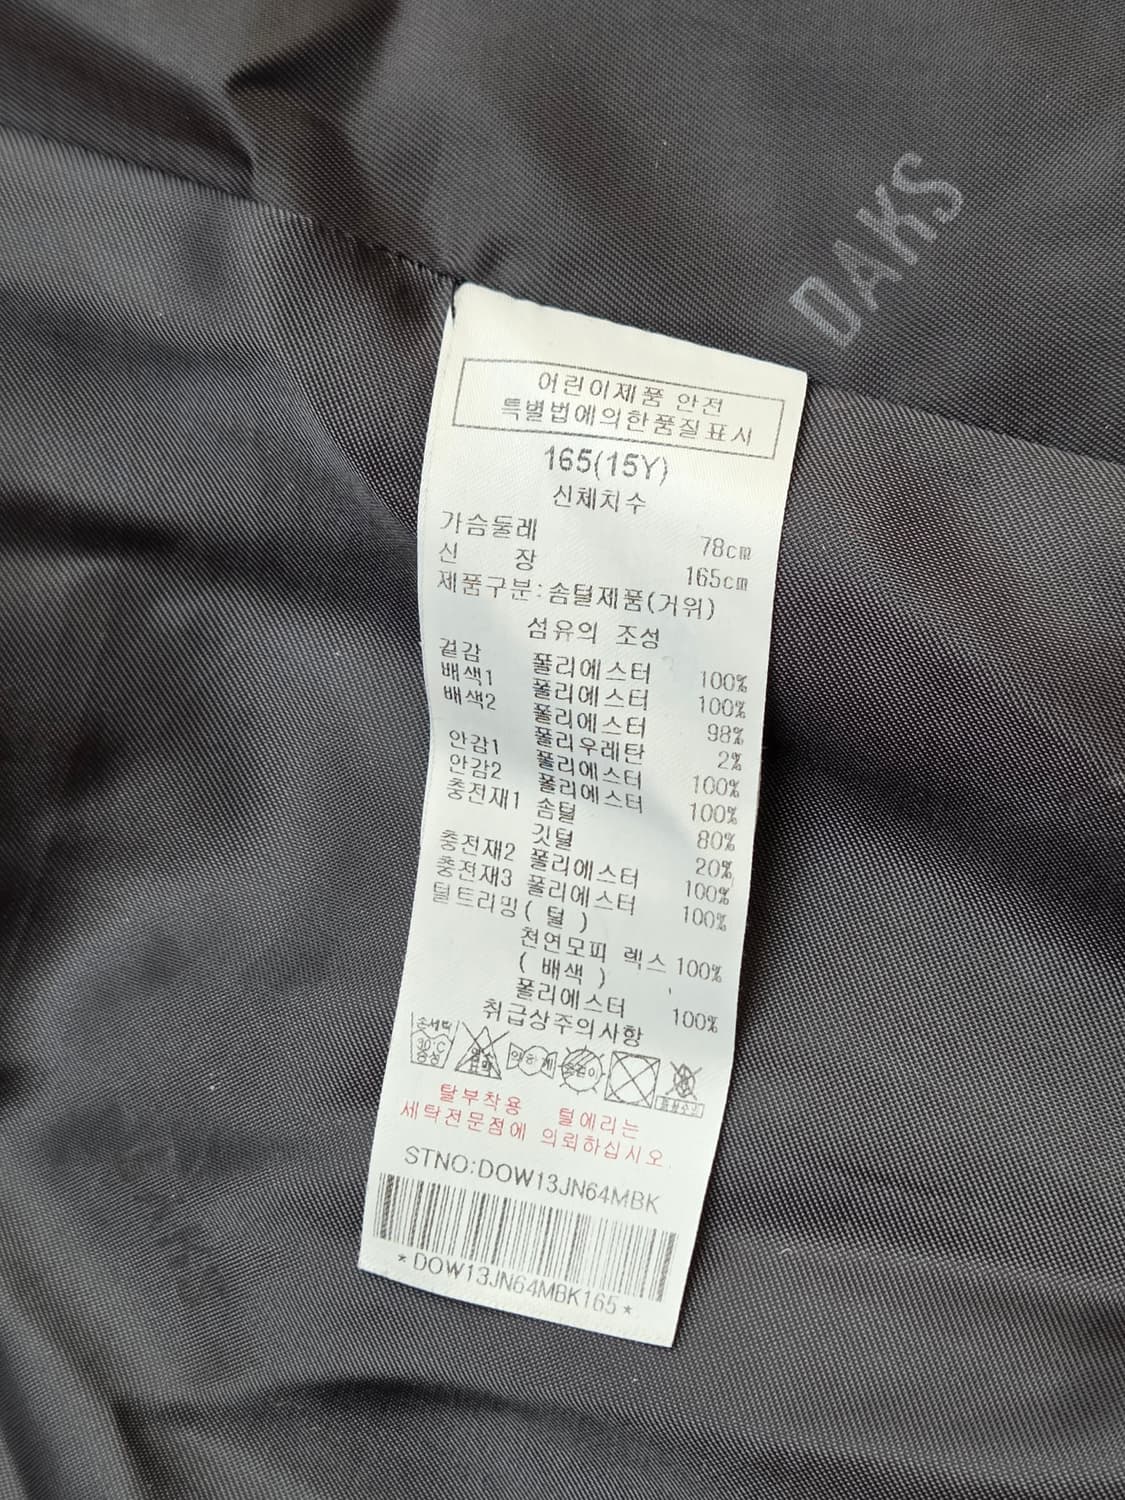 DAKS
어린이제품 안전
특별법에의한품질표시
165(15Y)
신체치수
가슴둘레 78cm
신 장 165cm
제품구분:솜털제품(거위)
섬유의 조성
겉감 폴리에스터 100%
배색1 폴리에스터 100%
배색2 폴리에스터 98%
폴리우레탄 2%
안감1 폴리에스터 100%
안감2 폴리에스터 100%
충전재1 솜털 80%
깃털 20%
충전재2 폴리에스터 100%
충전재3 폴리에스터 100%
털트리밍( 털 )
천연모피 렉스 100%
( 배색 )
폴리에스터 100%
취급상주의사항
손세탁
30℃
중성
탈부착용 털에리는
세탁전문점에 의뢰하십시오.
STNO:DOW13JN64MBK
*DOW13JN64MBK165*